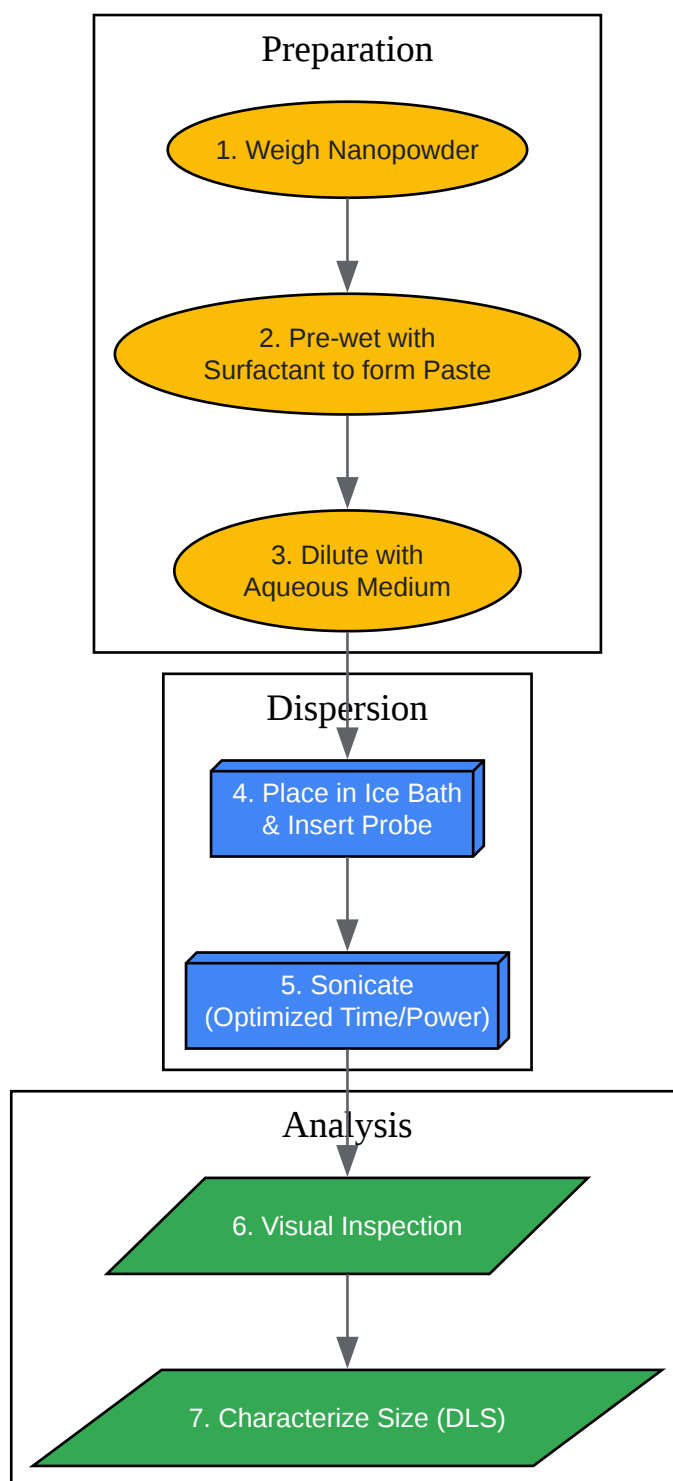 Preparation
1. Weigh Nanopowder
2. Pre-wet with
Surfactant to form Paste
3. Dilute with
Aqueous Medium
Dispersion
4. Place in Ice Bath
& Insert Probe
5. Sonicate
(Optimized Time/Power)
Analysis
6. Visual Inspection
7. Characterize Size (DLS)